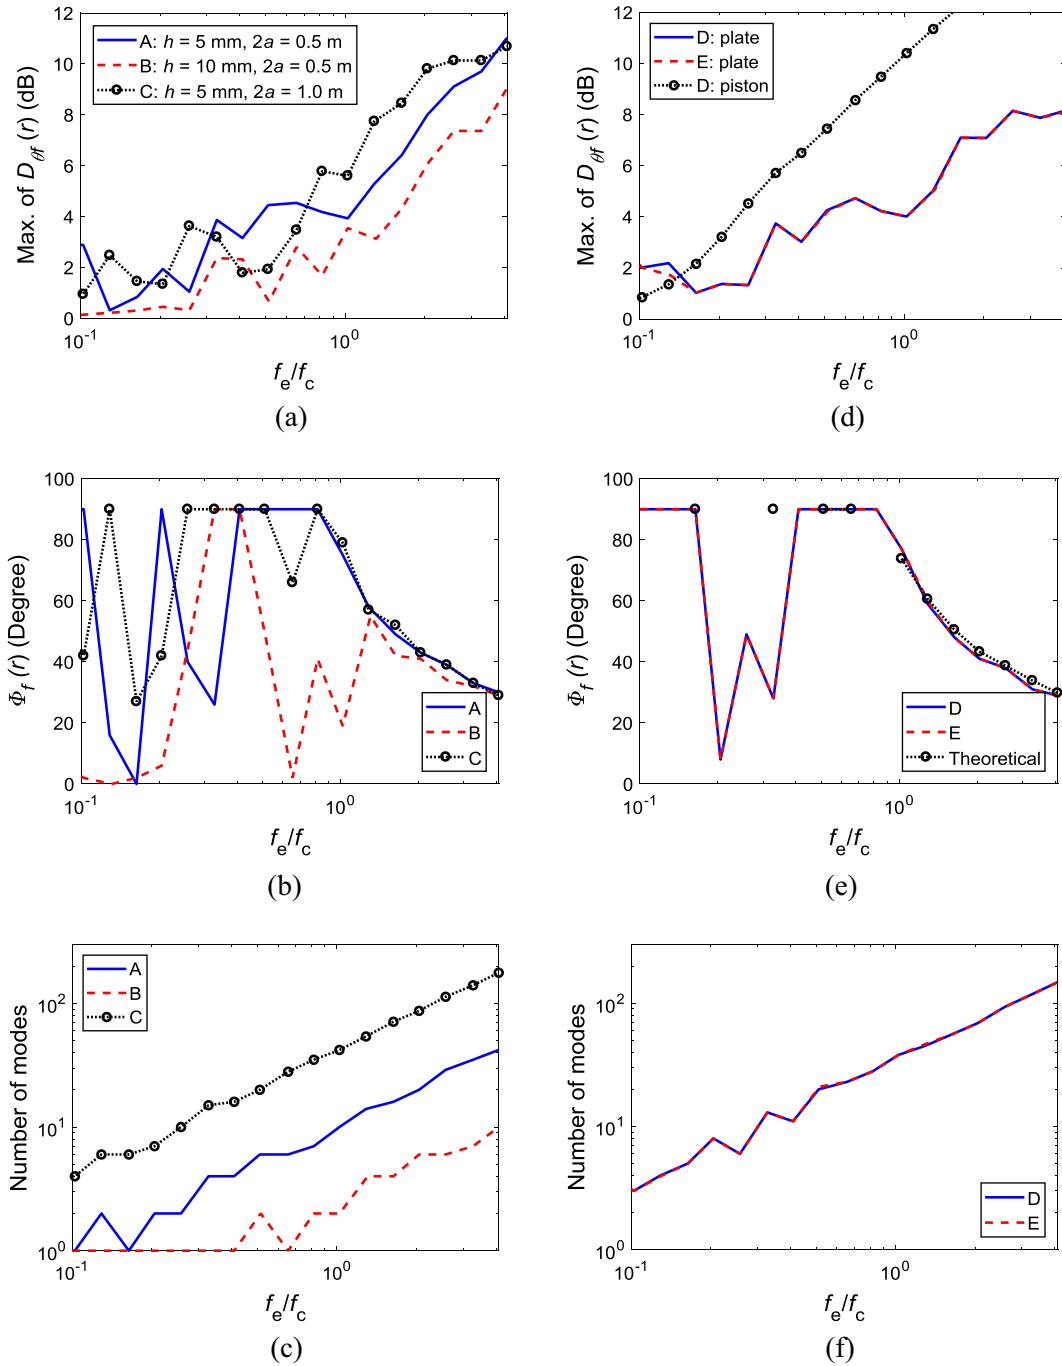 12
10
8
6
4
2
0
Max. of D_θf (r) (dB)
A: h = 5 mm, 2a = 0.5 m
B: h = 10 mm, 2a = 0.5 m
C: h = 5 mm, 2a = 1.0 m
10^-1
10^0
f_e/f_c
(a)
12
10
8
6
4
2
0
Max. of D_θf (r) (dB)
D: plate
E: plate
D: piston
10^-1
10^0
f_e/f_c
(d)
100
80
60
40
20
0
Φ_f (r) (Degree)
A
B
C
10^-1
10^0
f_e/f_c
(b)
100
80
60
40
20
0
Φ_f (r) (Degree)
D
E
Theoretical
10^-1
10^0
f_e/f_c
(e)
10^2
10^1
10^0
Number of modes
A
B
C
10^-1
10^0
f_e/f_c
(c)
10^2
10^1
10^0
Number of modes
D
E
10^-1
10^0
f_e/f_c
(f)